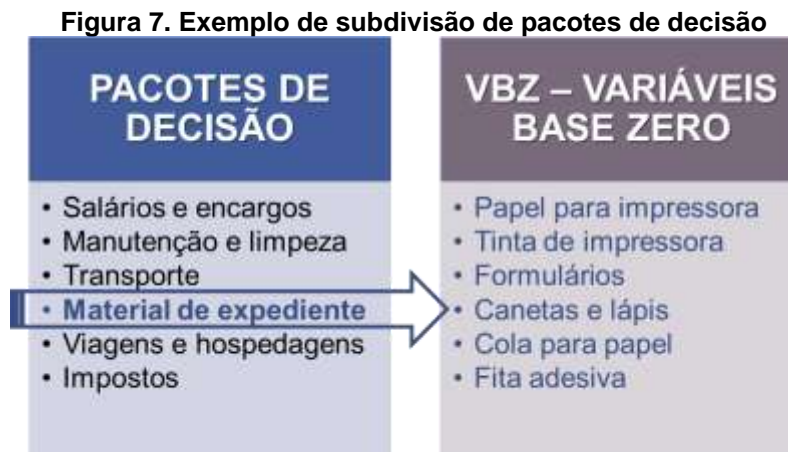 Figura 7. Exemplo de subdivisão de pacotes de decisão
PACOTES DE
DECISÃO
• Salários e encargos
• Manutenção e limpeza
• Transporte
• Material de expediente
• Viagens e hospedagens
• Impostos
VBZ – VARIÁVEIS
BASE ZERO
• Papel para impressora
• Tinta de impressora
• Formulários
• Canetas e lápis
• Cola para papel
• Fita adesiva